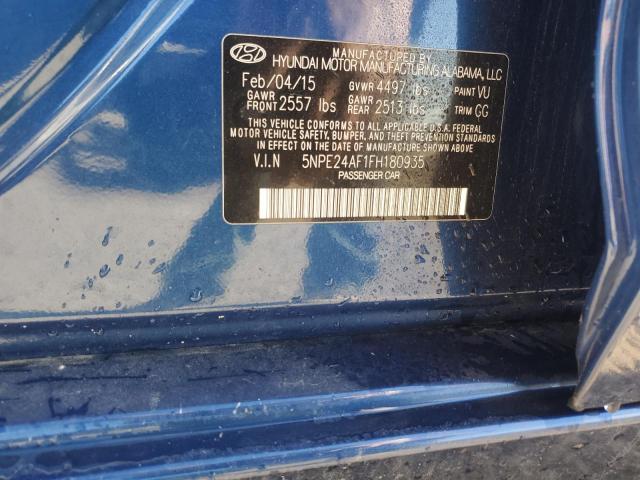 MANUFACTURED BY
HYUNDAI MOTOR MANUFACTURING ALABAMA, LLC
Feb/04/15 GVWR 4497 lbs PAINT VU
GAWR FRONT 2557 lbs GAWR REAR 2513 lbs TRIM GG
THIS VEHICLE CONFORMS TO ALL APPLICABLE U.S.A. FEDERAL
MOTOR VEHICLE SAFETY, BUMPER, AND THEFT PREVENTION
STANDARDS IN EFFECT ON THE DATE OF MANUFACTURE SHOWN ABOVE.
V.I.N 5NPE24AF1FH180935
PASSENGER CAR